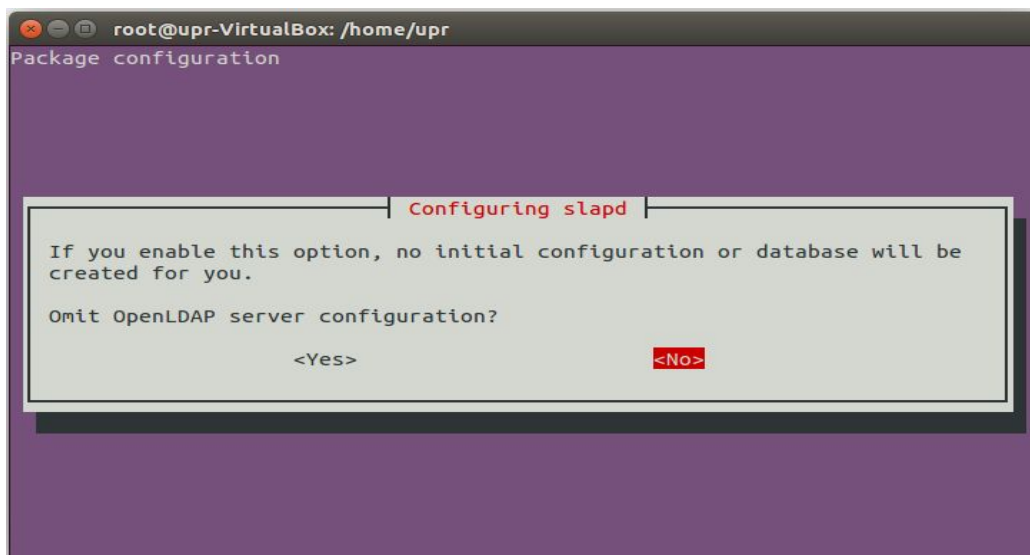 root@upr-VirtualBox: /home/upr
Package configuration
Configuring slapd
If you enable this option, no initial configuration or database will be
created for you.
Omit OpenLDAP server configuration?
<Yes> <No>